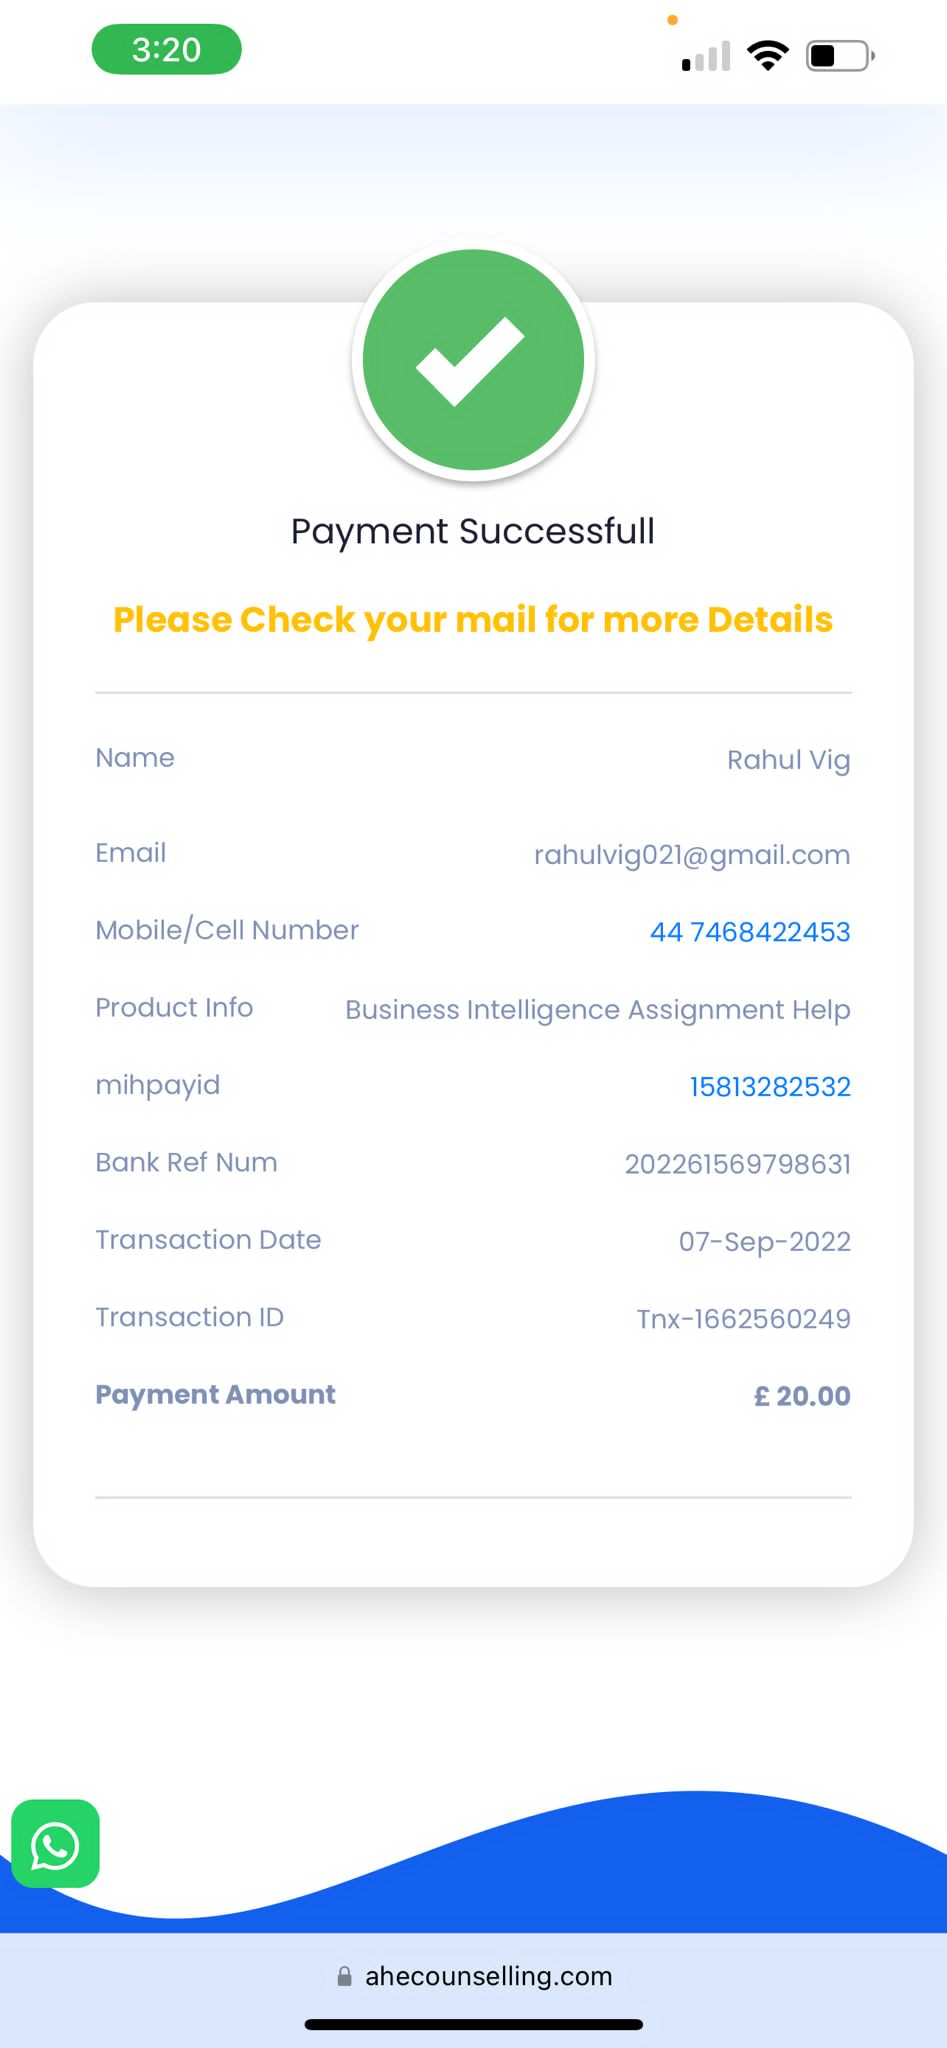 3:20
Payment Successfull
Please Check your mail for more Details
Name Rahul Vig
Email rahulvig021@gmail.com
Mobile/Cell Number 44 7468422453
Product Info Business Intelligence Assignment Help
mihpayid 15813282532
Bank Ref Num 202261569798631
Transaction Date 07-Sep-2022
Transaction ID Tnx-1662560249
Payment Amount £ 20.00
ahecounselling.com